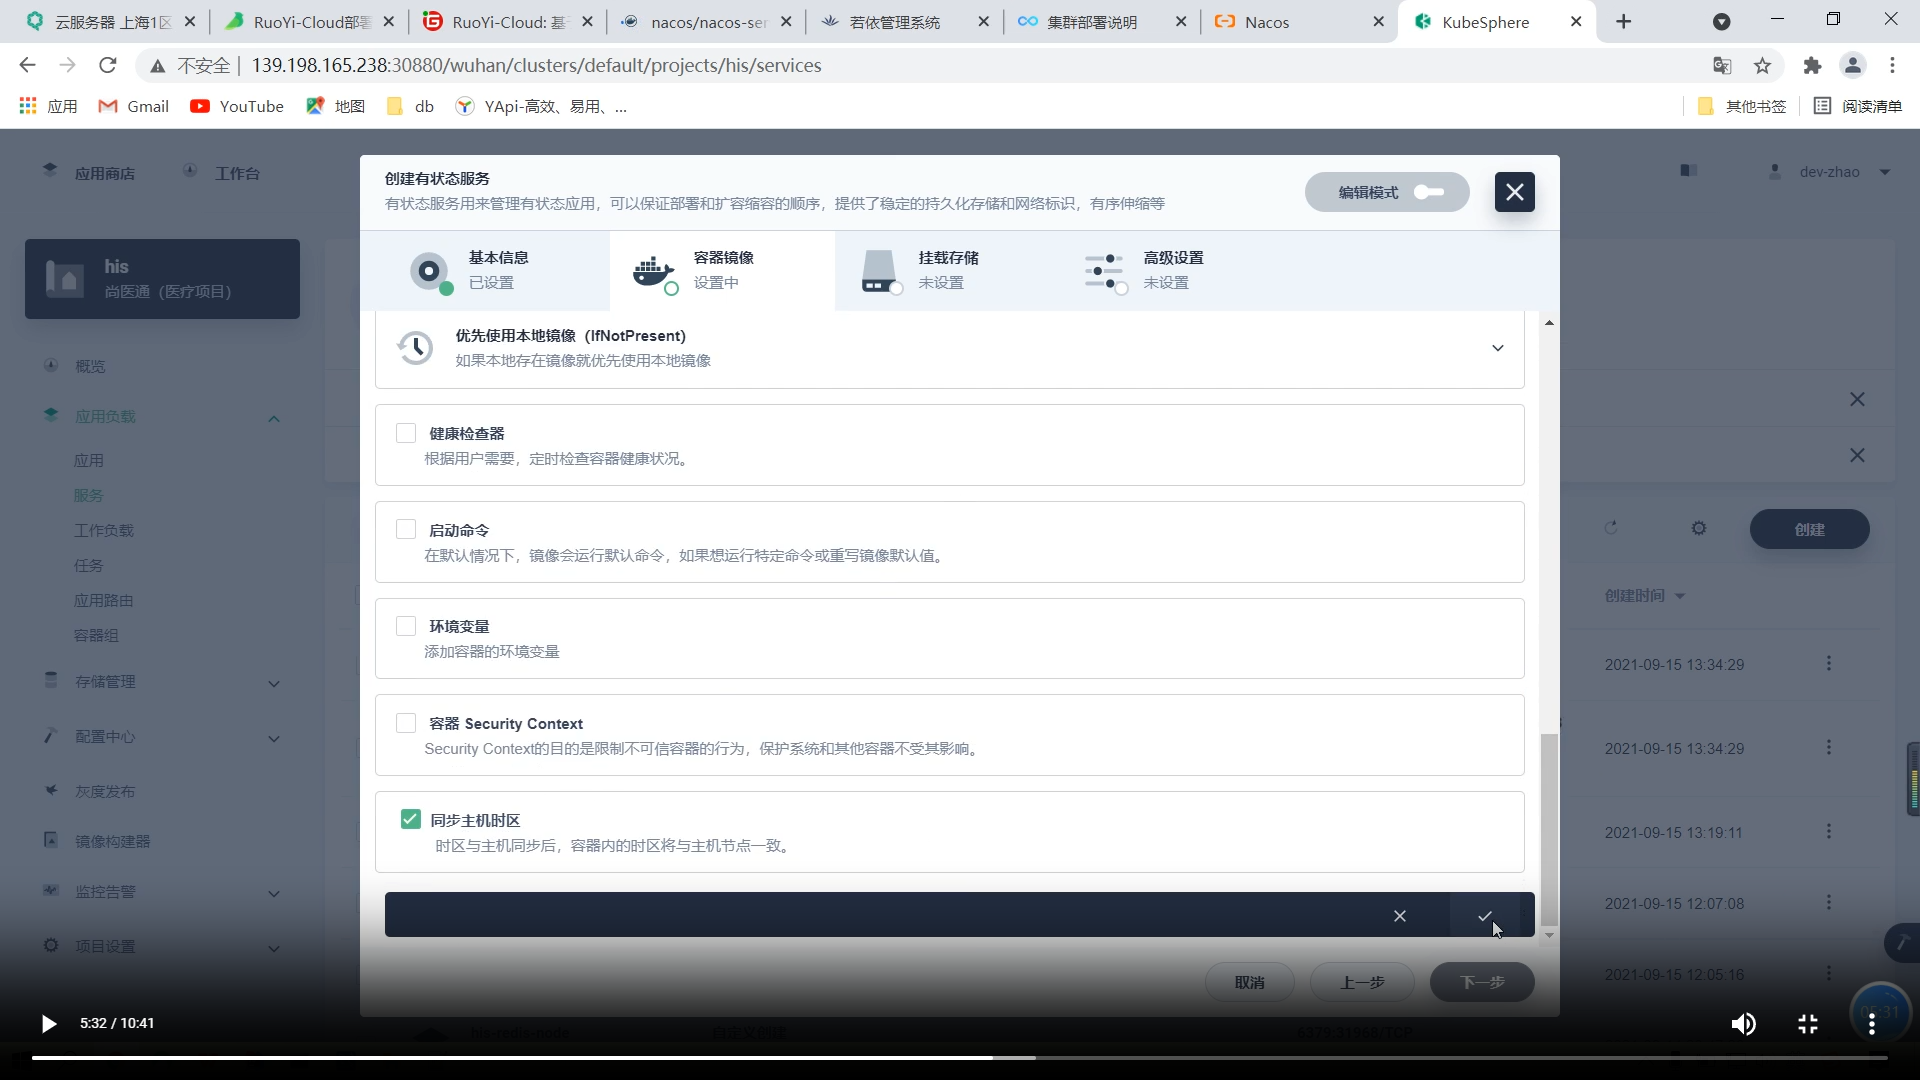 云服务器 上海1区
RuoYi-Cloud部署
RuoYi-Cloud: 基于
nacos/nacos-ser
若依管理系统
集群部署说明
Nacos
KubeSphere
不安全
139.198.165.238:30880/wuhan/clusters/default/projects/his/services
应用
Gmail
YouTube
地图
db
YApi-高效、易用、...
其他书签
阅读清单
应用商店
工作台
dev-zhao
his
尚医通（医疗项目）
概览
应用负载
应用
服务
工作负载
任务
应用路由
容器组
存储管理
配置中心
灰度发布
镜像构建器
监控告警
项目设置
创建有状态服务
有状态服务用来管理有状态应用，可以保证部署和扩容缩容的顺序，提供了稳定的持久化存储和网络标识，有序伸缩等
编辑模式
基本信息
已设置
容器镜像
设置中
挂载存储
未设置
高级设置
未设置
优先使用本地镜像（IfNotPresent)
如果本地存在镜像就优先使用本地镜像
健康检查器
根据用户需要，定时检查容器健康状况。
启动命令
在默认情况下，镜像会运行默认命令，如果想运行特定命令或重写镜像默认值。
环境变量
添加容器的环境变量
容器 Security Context
Security Context的目的是限制不可信容器的行为，保护系统和其他容器不受其影响。
同步主机时区
时区与主机同步后，容器内的时区将与主机节点一致。
取消
上一步
下一步
创建
创建时间
2021-09-15 13:34:29
2021-09-15 13:34:29
2021-09-15 13:19:11
2021-09-15 12:07:08
2021-09-15 12:05:16
his-redis-node
自定义创建
6379:31968/TCP
05:31
5:32 / 10:41